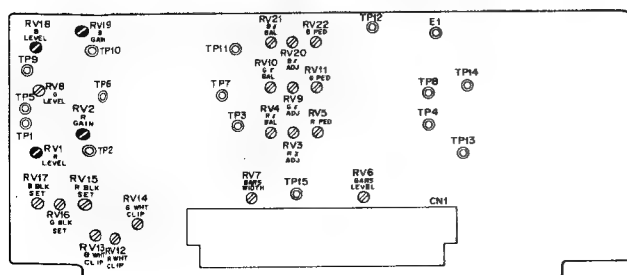 RV18
B
LEVEL
RV19
B
GAIN
TP10
TP9
RV8
G
LEVEL
TP6
TP5
TP1
RV2
R
GAIN
TP2
RV1
R
LEVEL
RV17
B BLK
SET
RV16
G BLK
SET
RV15
R BLK
SET
RV14
B WHT
CLIP
RV13
G WHT
CLIP
RV12
R WHT
CLIP
RV21
BAL
RV22
B PED
RV20
ADJ
TP11
RV10
BAL
RV11
G PED
RV9
ADJ
TP7
RV4
BAL
RV5
R PED
RV3
ADJ
TP3
RV7
BARS
WIDTH
TP15
RV6
BARS
LEVEL
TP12
E1
TP14
TP8
TP4
TP13
CN1